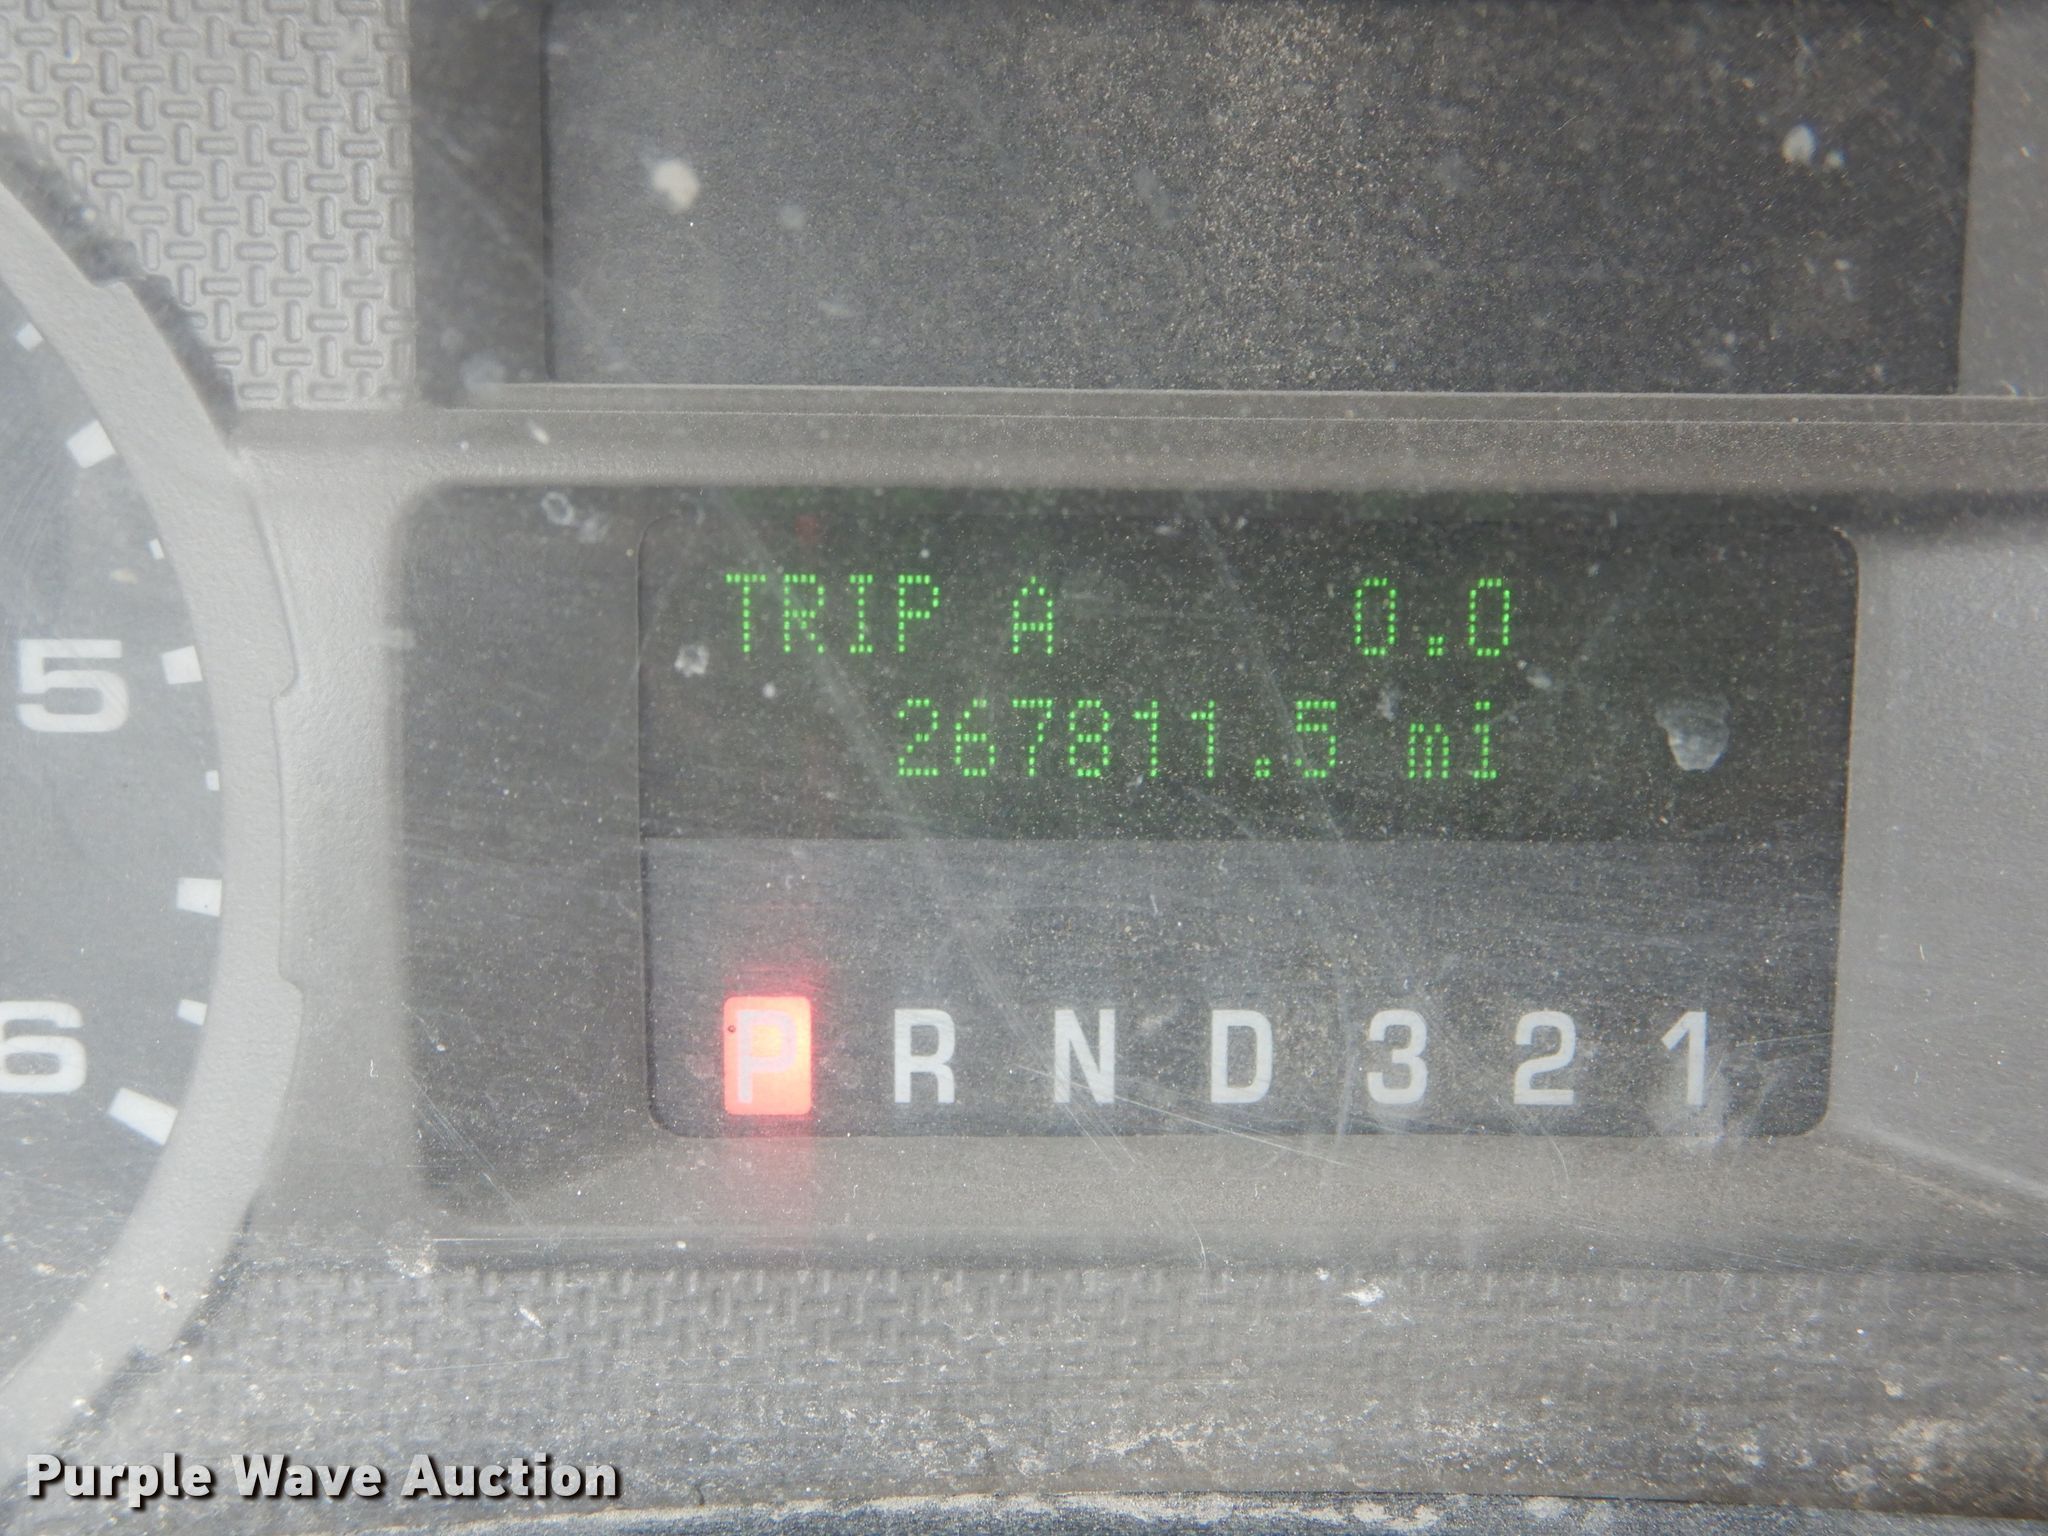 5
6
TRIP A 0.0
267811.5 mi
P R N D 3 2 1
Purple Wave Auction